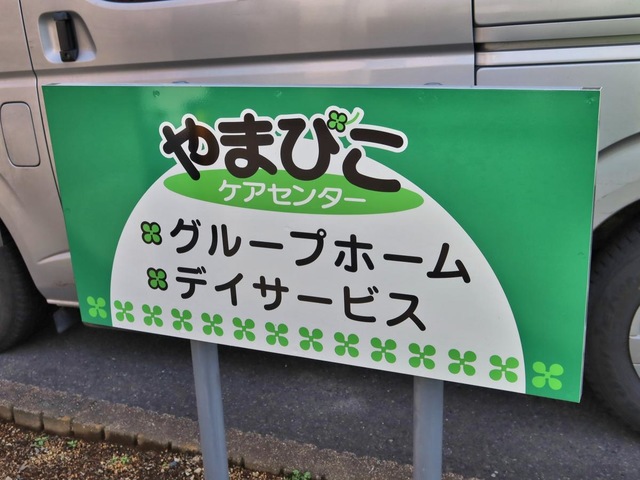 やまびこ
ケアセンター
グループホーム
デイサービス